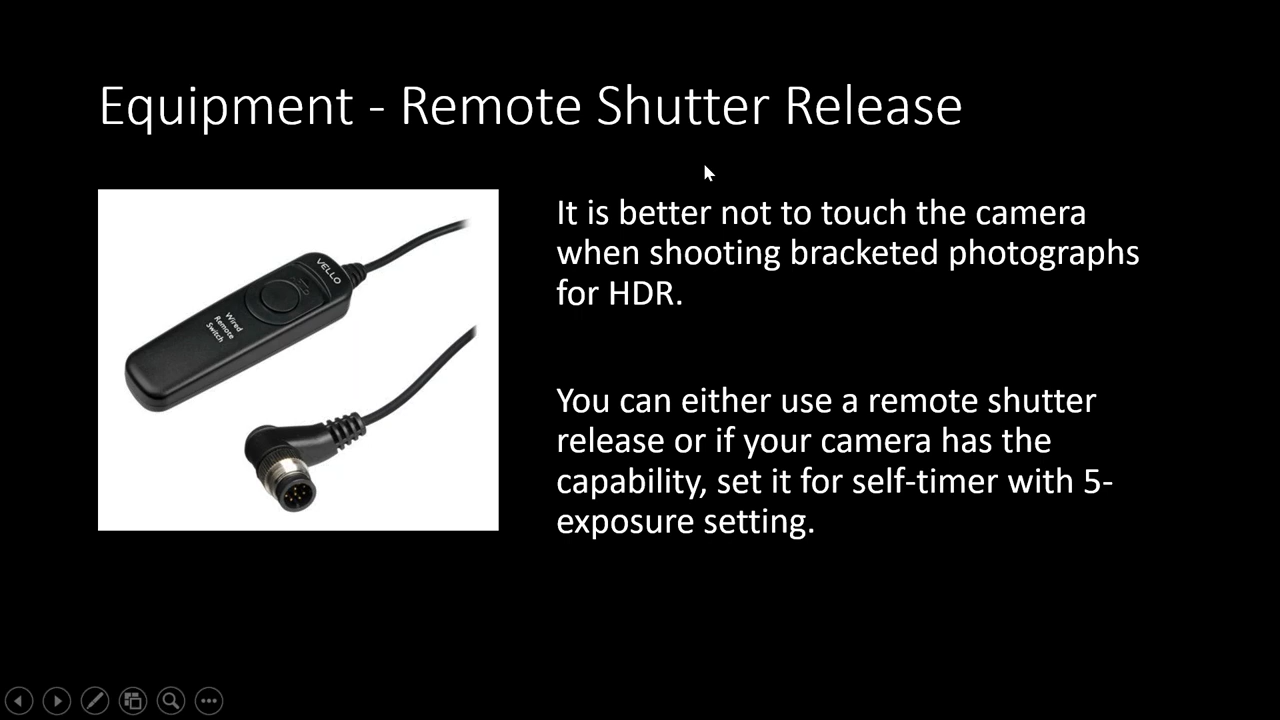 Equipment - Remote Shutter Release
VELLO
Wired
Remote
Switch
It is better not to touch the camera
when shooting bracketed photographs
for HDR.
You can either use a remote shutter
release or if your camera has the
capability, set it for self-timer with 5-
exposure setting.